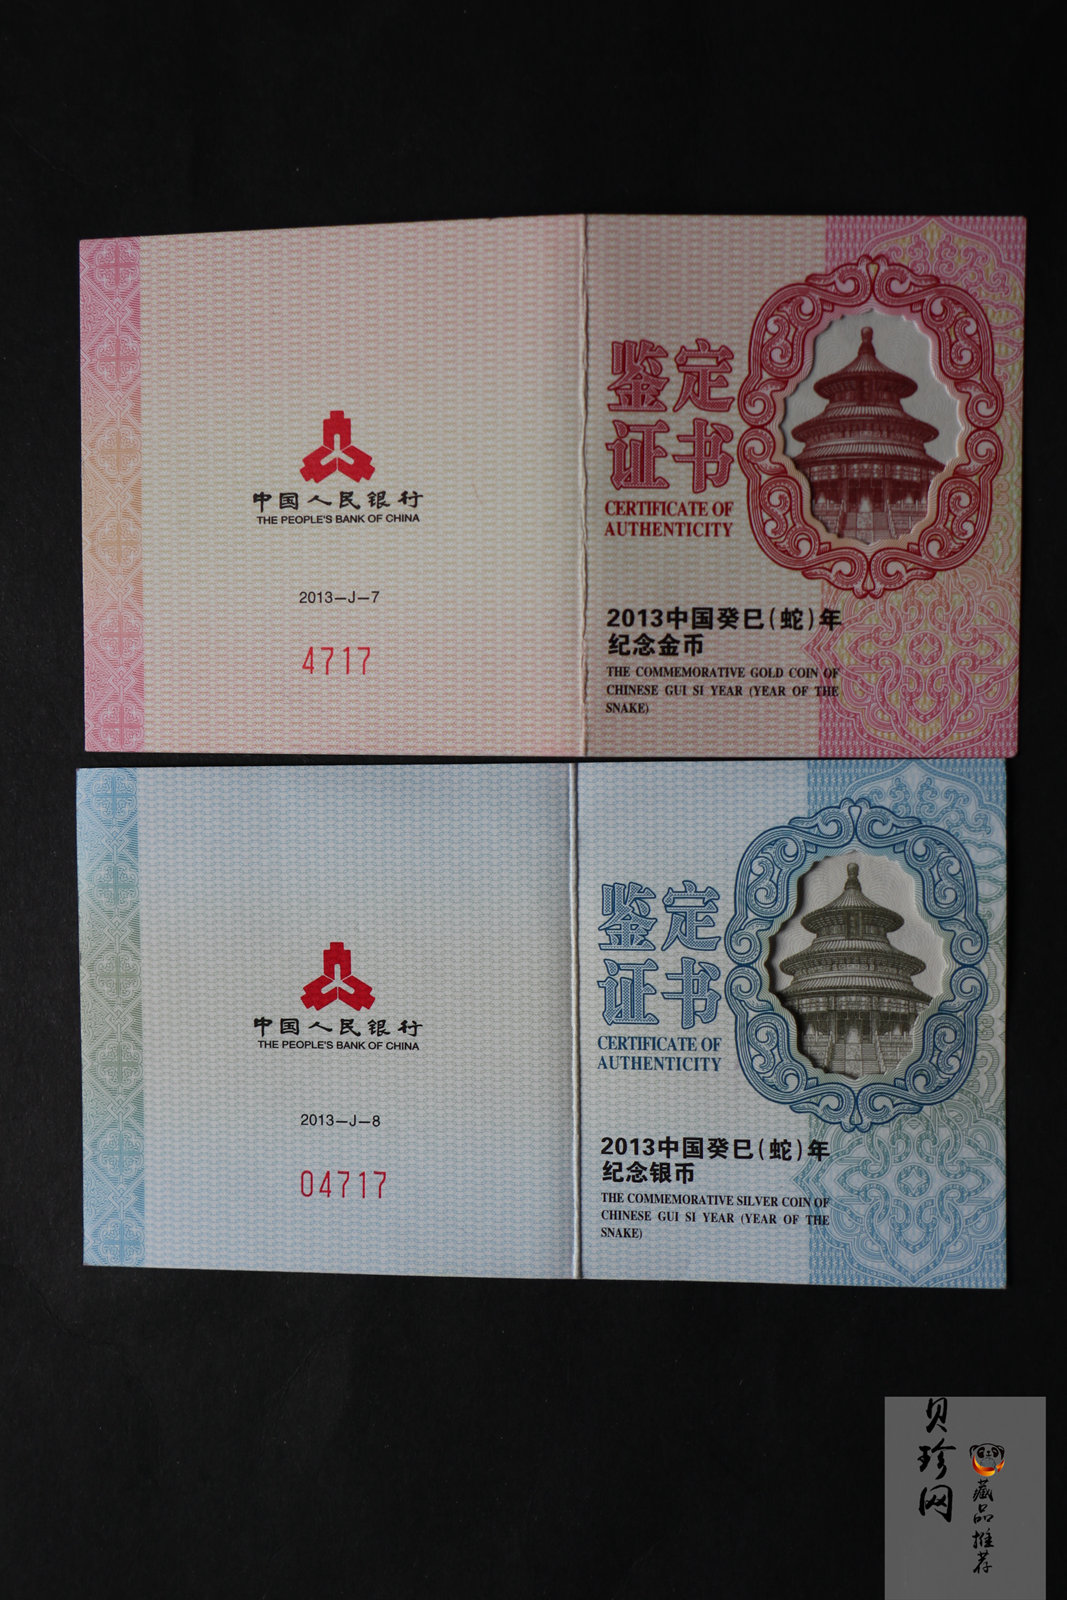 中国人民银行
THE PEOPLE'S BANK OF CHINA
2013—J—7
4717
鉴定
证书
CERTIFICATE OF
AUTHENTICITY
2013中国癸巳(蛇)年
纪念金币
THE COMMEMORATIVE GOLD COIN OF
CHINESE GUI SI YEAR (YEAR OF THE
SNAKE)
中国人民银行
THE PEOPLE'S BANK OF CHINA
2013—J—8
04717
鉴定
证书
CERTIFICATE OF
AUTHENTICITY
2013中国癸巳(蛇)年
纪念银币
THE COMMEMORATIVE SILVER COIN OF
CHINESE GUI SI YEAR (YEAR OF THE
SNAKE)
贝珍网
藏品推荐